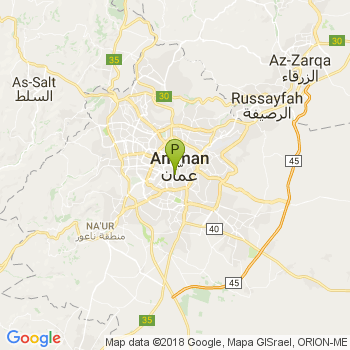 35
30
Az-Zarqa
الزرقاء
As-Salt
السلط
35
30
Russayfah
الرصيفة
P
Amman
عمان
45
NA'UR
منطقة ناعور
40
45
35
Google
Map data ©2018 Google, Mapa GISrael, ORION-ME